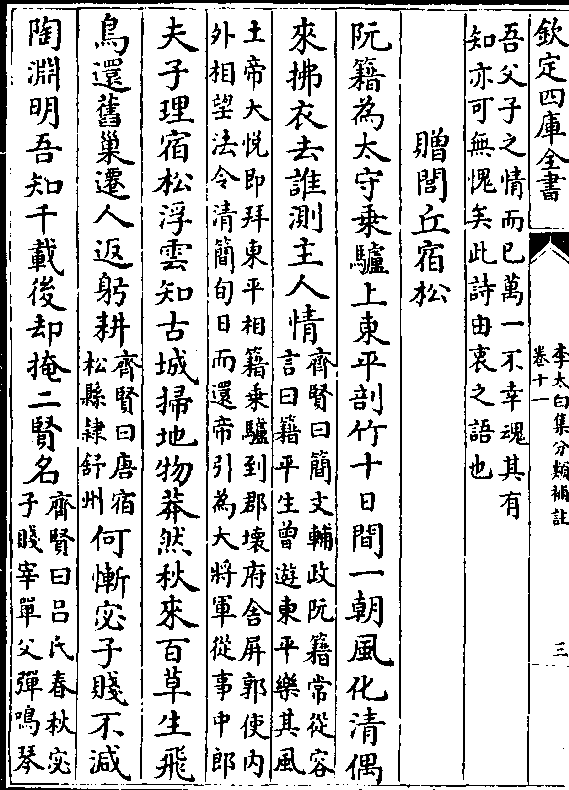 欽定四庫全書
李太白集分類補註
卷十一
三
吾父子之情而已萬一不幸魂其有
知亦可無愧矣此詩由衷之語也
贈閭丘宿松
阮籍為太守乗驢上東平剖竹十日間一朝風化清偶
來拂衣去誰測主人情齊賢曰簡文輔政阮籍常從容
言曰籍平生曾遊東平樂其風
土帝大悅即拜東平相籍乗驢到郡壞府舍屏郭使内
外相望法令清簡旬日而還帝引為大將軍從事中郎
夫子理宿松浮雲知古城掃地物莽然秋來百草生飛
鳥還舊巢遷人返躬耕齊賢曰唐宿
松縣隷舒州何慚宓子賤不減
陶淵明吾知千載後却掩二賢名齊賢曰吕氏春秋宓
子賤宰單父彈鳴琴